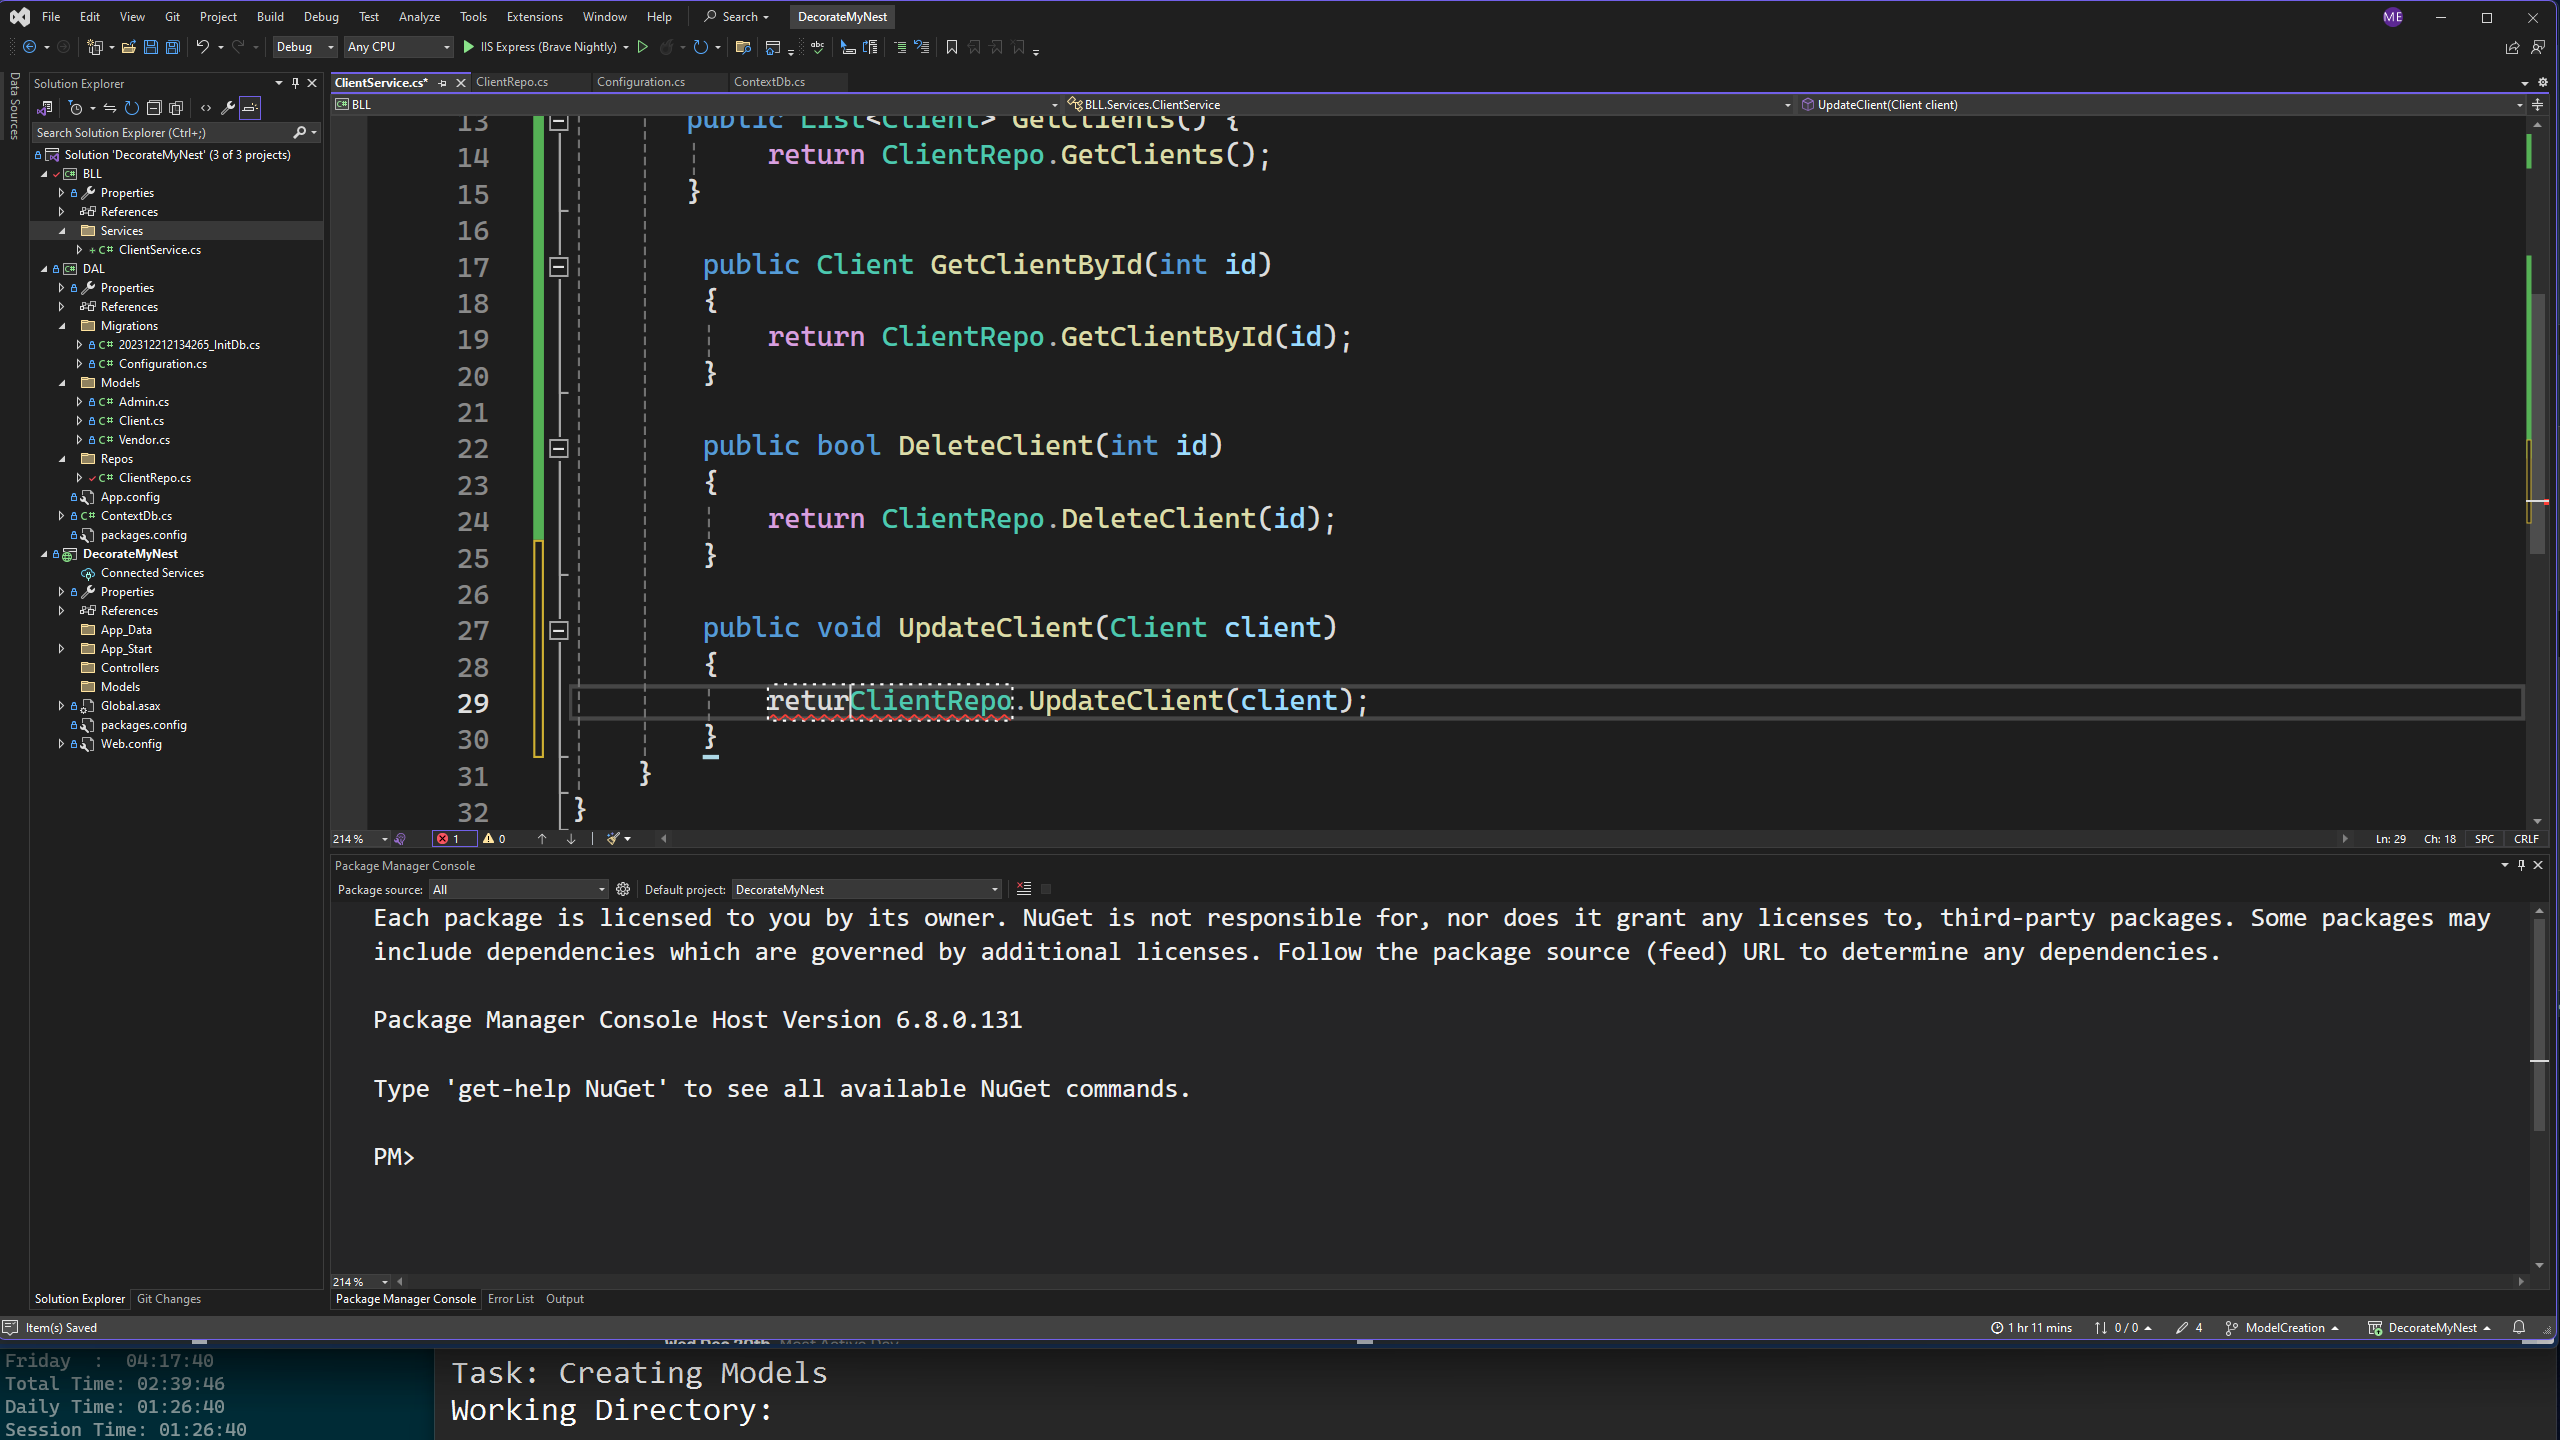 File Edit View Git Project Build Debug Test Analyze Tools Extensions Window Help Search DecorateMyNest ME
Debug Any CPU IIS Express (Brave Nightly)
Data Sources
Solution Explorer
Search Solution Explorer (Ctrl+;)
Solution 'DecorateMyNest' (3 of 3 projects)
BLL
Properties
References
Services
ClientService.cs
DAL
Properties
References
Migrations
202312212134265_InitDb.cs
Configuration.cs
Models
Admin.cs
Client.cs
Vendor.cs
Repos
ClientRepo.cs
App.config
ContextDb.cs
packages.config
DecorateMyNest
Connected Services
Properties
References
App_Data
App_Start
Controllers
Models
Global.asax
packages.config
Web.config
Solution Explorer Git Changes
ClientService.cs* ClientRepo.cs Configuration.cs ContextDb.cs
BLL BLL.Services.ClientService UpdateClient(Client client)
13 public List<Client> GetClients() {
14 return ClientRepo.GetClients();
15 }
16
17 public Client GetClientById(int id)
18 {
19 return ClientRepo.GetClientById(id);
20 }
21
22 public bool DeleteClient(int id)
23 {
24 return ClientRepo.DeleteClient(id);
25 }
26
27 public void UpdateClient(Client client)
28 {
29 returClientRepo.UpdateClient(client);
30 }
31 }
32 }
214 % 1 0 Ln: 29 Ch: 18 SPC CRLF
Package Manager Console
Package source: All Default project: DecorateMyNest
Each package is licensed to you by its owner. NuGet is not responsible for, nor does it grant any licenses to, third-party packages. Some packages may
include dependencies which are governed by additional licenses. Follow the package source (feed) URL to determine any dependencies.
Package Manager Console Host Version 6.8.0.131
Type 'get-help NuGet' to see all available NuGet commands.
PM>
214 %
Package Manager Console Error List Output
Item(s) Saved 1 hr 11 mins 0 / 0 4 ModelCreation DecorateMyNest
Wed Dec 20th Most Active Day
Friday : 04:17:40
Total Time: 02:39:46
Daily Time: 01:26:40
Session Time: 01:26:40
Task: Creating Models
Working Directory: